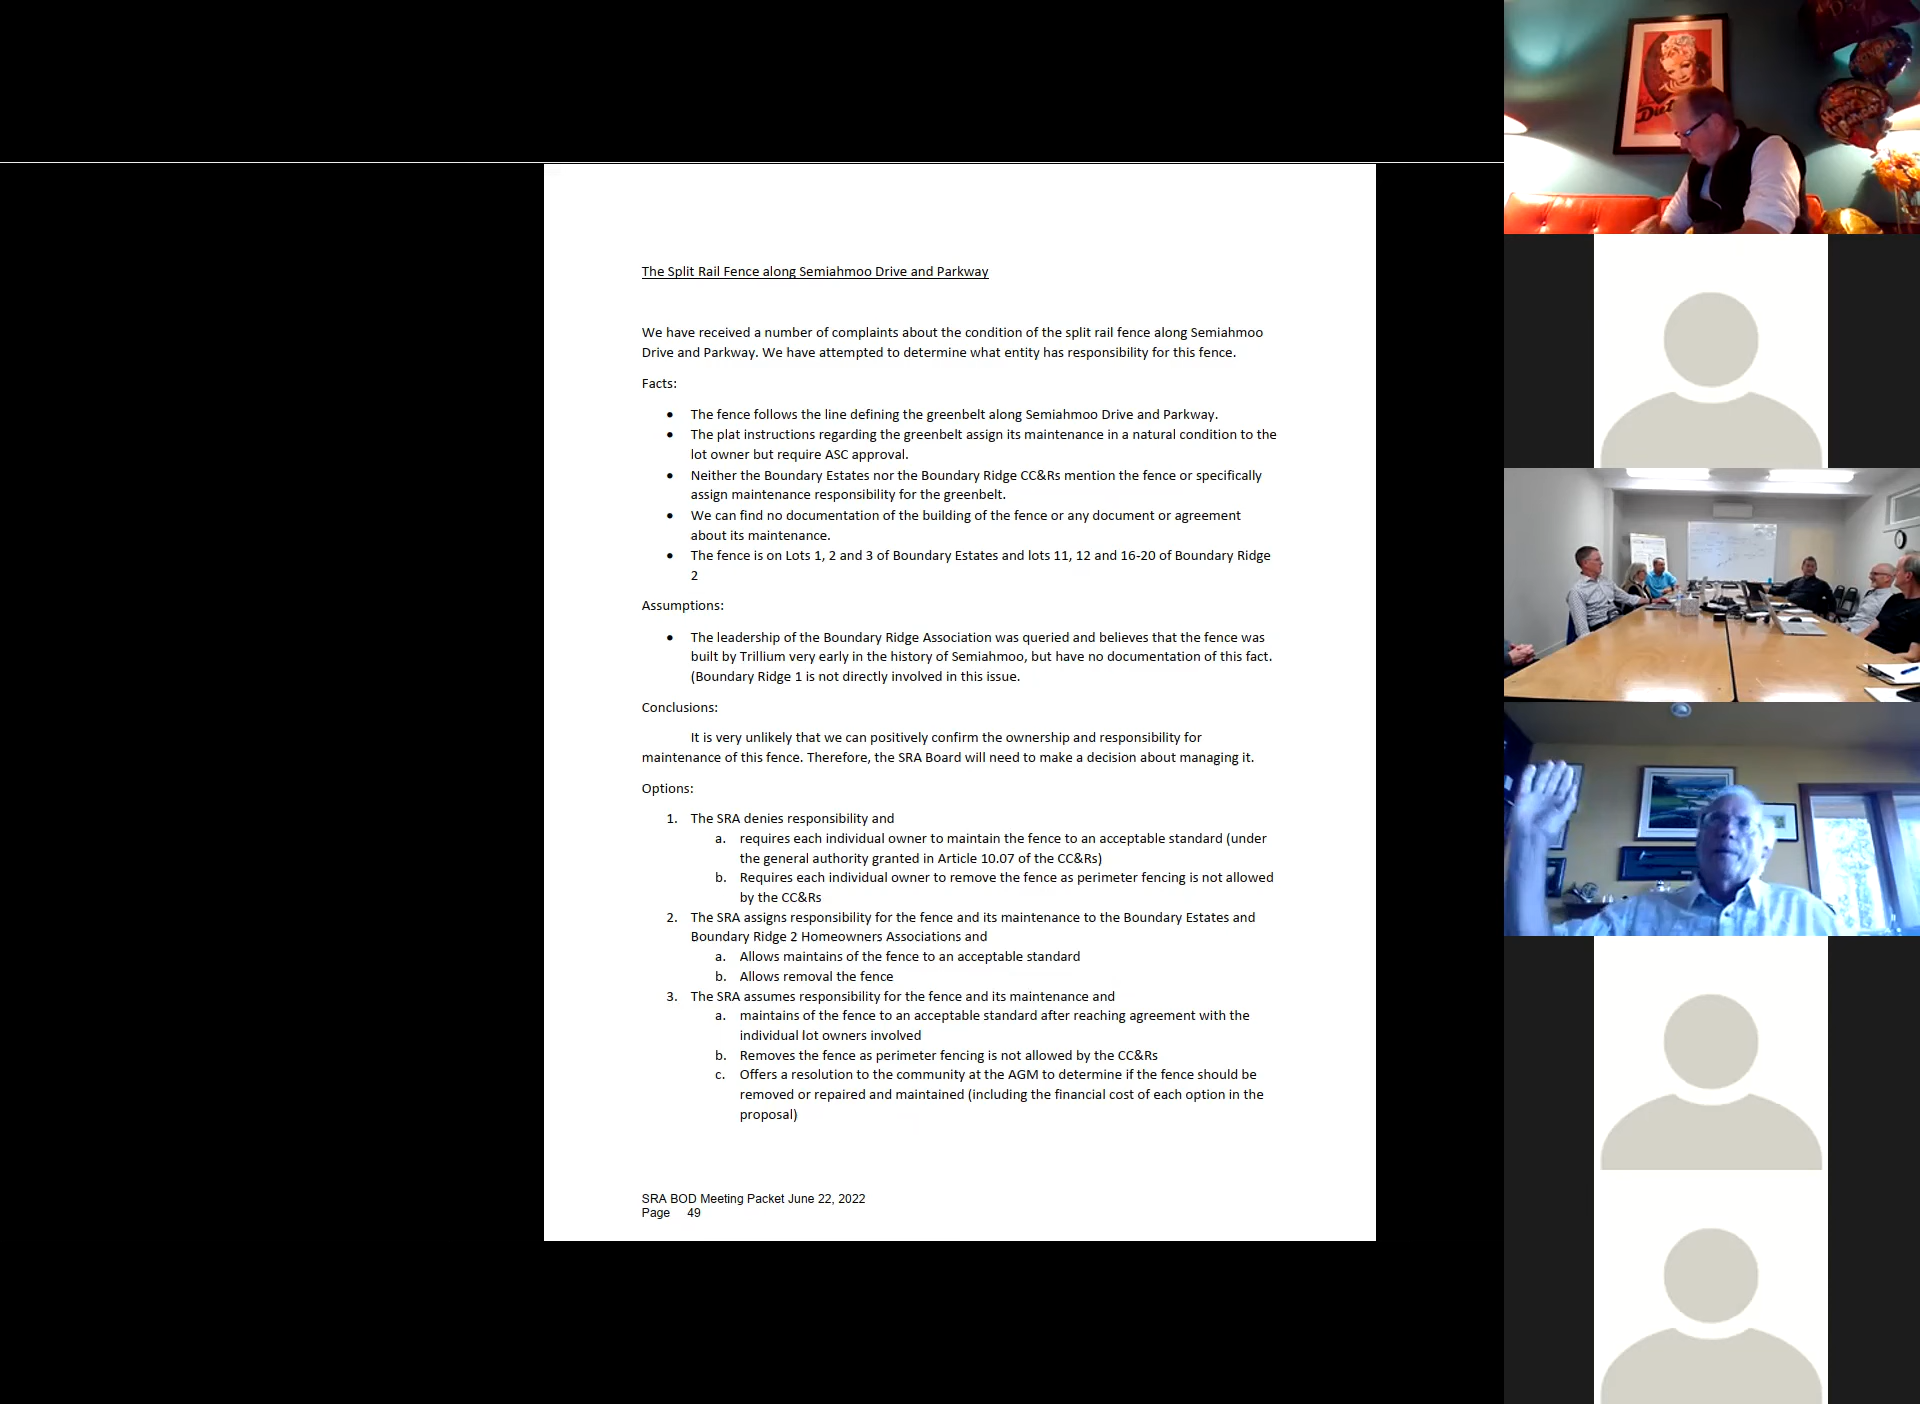 The Split Rail Fence along Semiahmoo Drive and Parkway
We have received a number of complaints about the condition of the split rail fence along Semiahmoo
Drive and Parkway. We have attempted to determine what entity has responsibility for this fence.
Facts:
• The fence follows the line defining the greenbelt along Semiahmoo Drive and Parkway.
• The plat instructions regarding the greenbelt assign its maintenance in a natural condition to the
lot owner but require ASC approval.
• Neither the Boundary Estates nor the Boundary Ridge CC&Rs mention the fence or specifically
assign maintenance responsibility for the greenbelt.
• We can find no documentation of the building of the fence or any document or agreement
about its maintenance.
• The fence is on Lots 1, 2 and 3 of Boundary Estates and lots 11, 12 and 16-20 of Boundary Ridge
2
Assumptions:
• The leadership of the Boundary Ridge Association was queried and believes that the fence was
built by Trillium very early in the history of Semiahmoo, but have no documentation of this fact.
(Boundary Ridge 1 is not directly involved in this issue.
Conclusions:
It is very unlikely that we can positively confirm the ownership and responsibility for
maintenance of this fence. Therefore, the SRA Board will need to make a decision about managing it.
Options:
1. The SRA denies responsibility and
a. requires each individual owner to maintain the fence to an acceptable standard (under
the general authority granted in Article 10.07 of the CC&Rs)
b. Requires each individual owner to remove the fence as perimeter fencing is not allowed
by the CC&Rs
2. The SRA assigns responsibility for the fence and its maintenance to the Boundary Estates and
Boundary Ridge 2 Homeowners Associations and
a. Allows maintains of the fence to an acceptable standard
b. Allows removal the fence
3. The SRA assumes responsibility for the fence and its maintenance and
a. maintains of the fence to an acceptable standard after reaching agreement with the
individual lot owners involved
b. Removes the fence as perimeter fencing is not allowed by the CC&Rs
c. Offers a resolution to the community at the AGM to determine if the fence should be
removed or repaired and maintained (including the financial cost of each option in the
proposal)
SRA BOD Meeting Packet June 22, 2022
Page 49